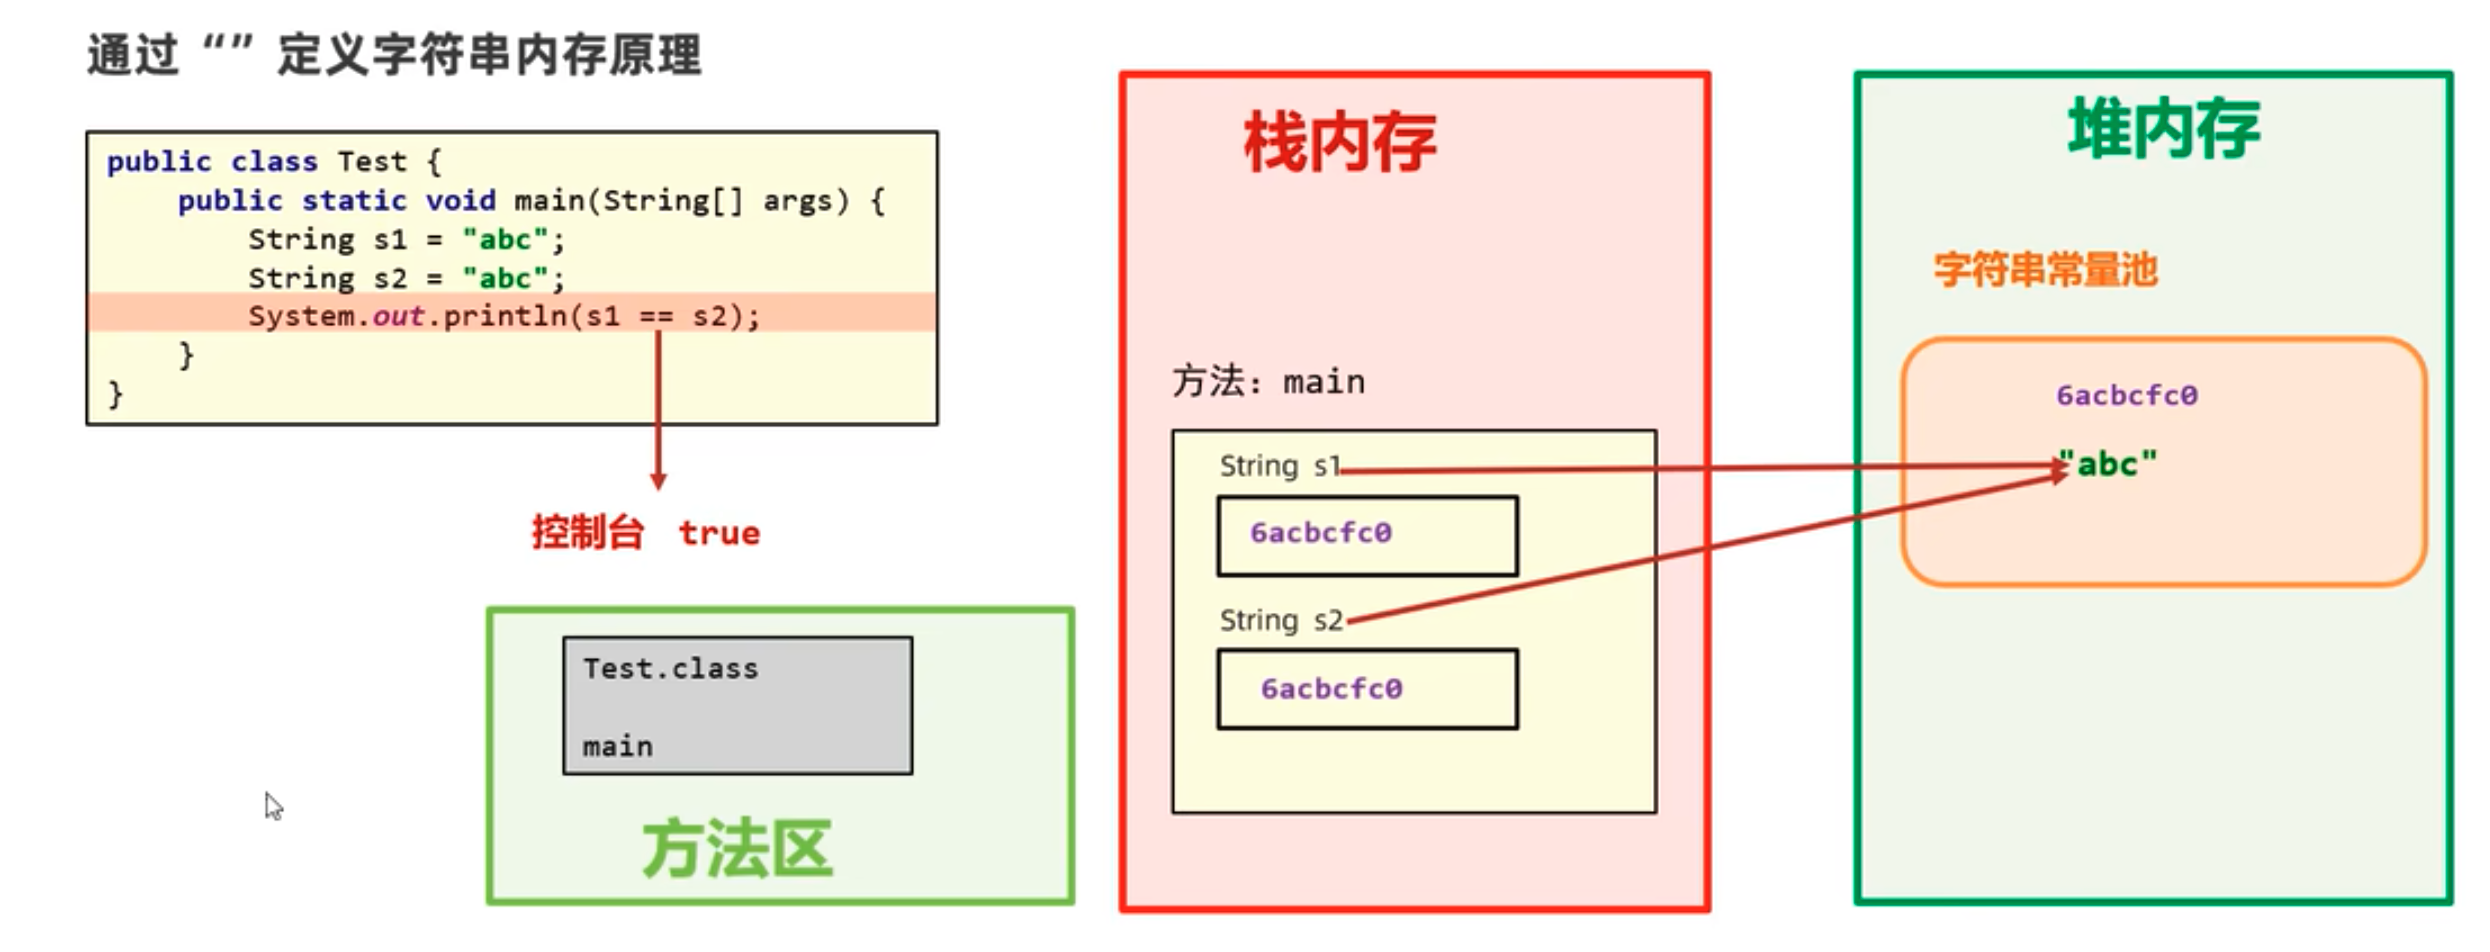 通过 “” 定义字符串内存原理
public class Test {
    public static void main(String[] args) {
        String s1 = "abc";
        String s2 = "abc";
        System.out.println(s1 == s2);
    }
}
控制台 true
Test.class
main
方法区
栈内存
方法：main
String s1
6acbcfc0
String s2
6acbcfc0
堆内存
字符串常量池
6acbcfc0
"abc"